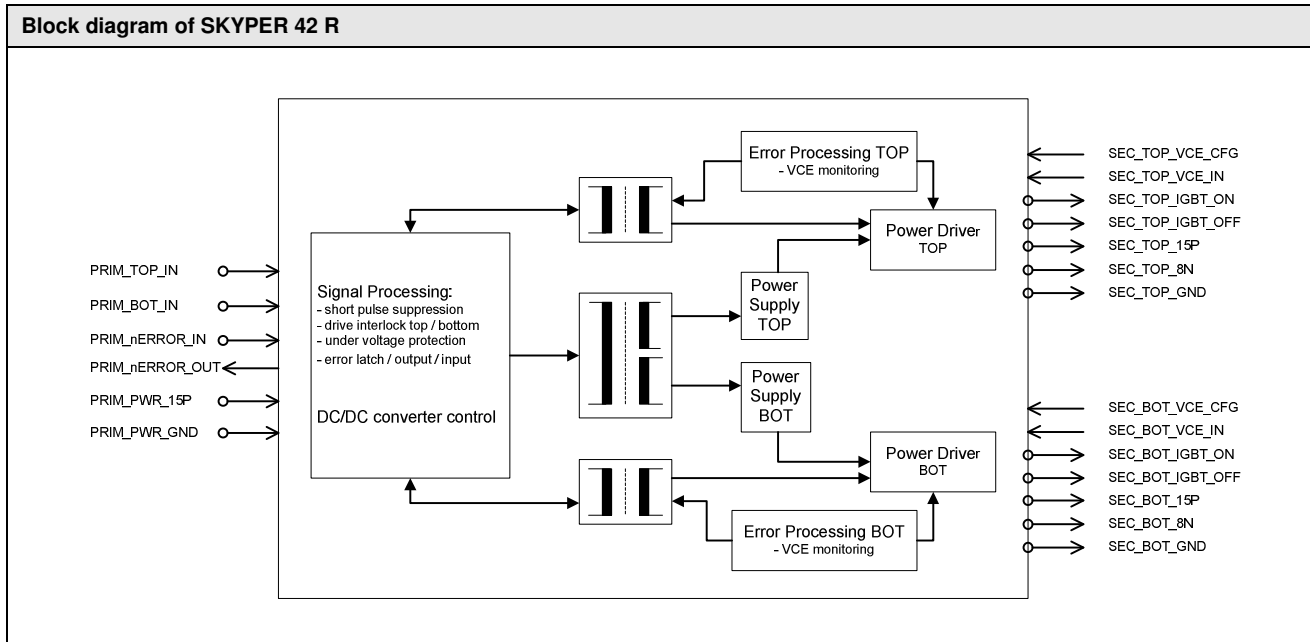 Block diagram of SKYPER 42 R
PRIM_TOP_IN
PRIM_BOT_IN
PRIM_nERROR_IN
PRIM_nERROR_OUT
PRIM_PWR_15P
PRIM_PWR_GND
Signal Processing:
- short pulse suppression
- drive interlock top / bottom
- under voltage protection
- error latch / output / input
DC/DC converter control
Error Processing TOP
- VCE monitoring
Power Driver
TOP
Power
Supply
TOP
Power
Supply
BOT
Power Driver
BOT
Error Processing BOT
- VCE monitoring
SEC_TOP_VCE_CFG
SEC_TOP_VCE_IN
SEC_TOP_IGBT_ON
SEC_TOP_IGBT_OFF
SEC_TOP_15P
SEC_TOP_8N
SEC_TOP_GND
SEC_BOT_VCE_CFG
SEC_BOT_VCE_IN
SEC_BOT_IGBT_ON
SEC_BOT_IGBT_OFF
SEC_BOT_15P
SEC_BOT_8N
SEC_BOT_GND